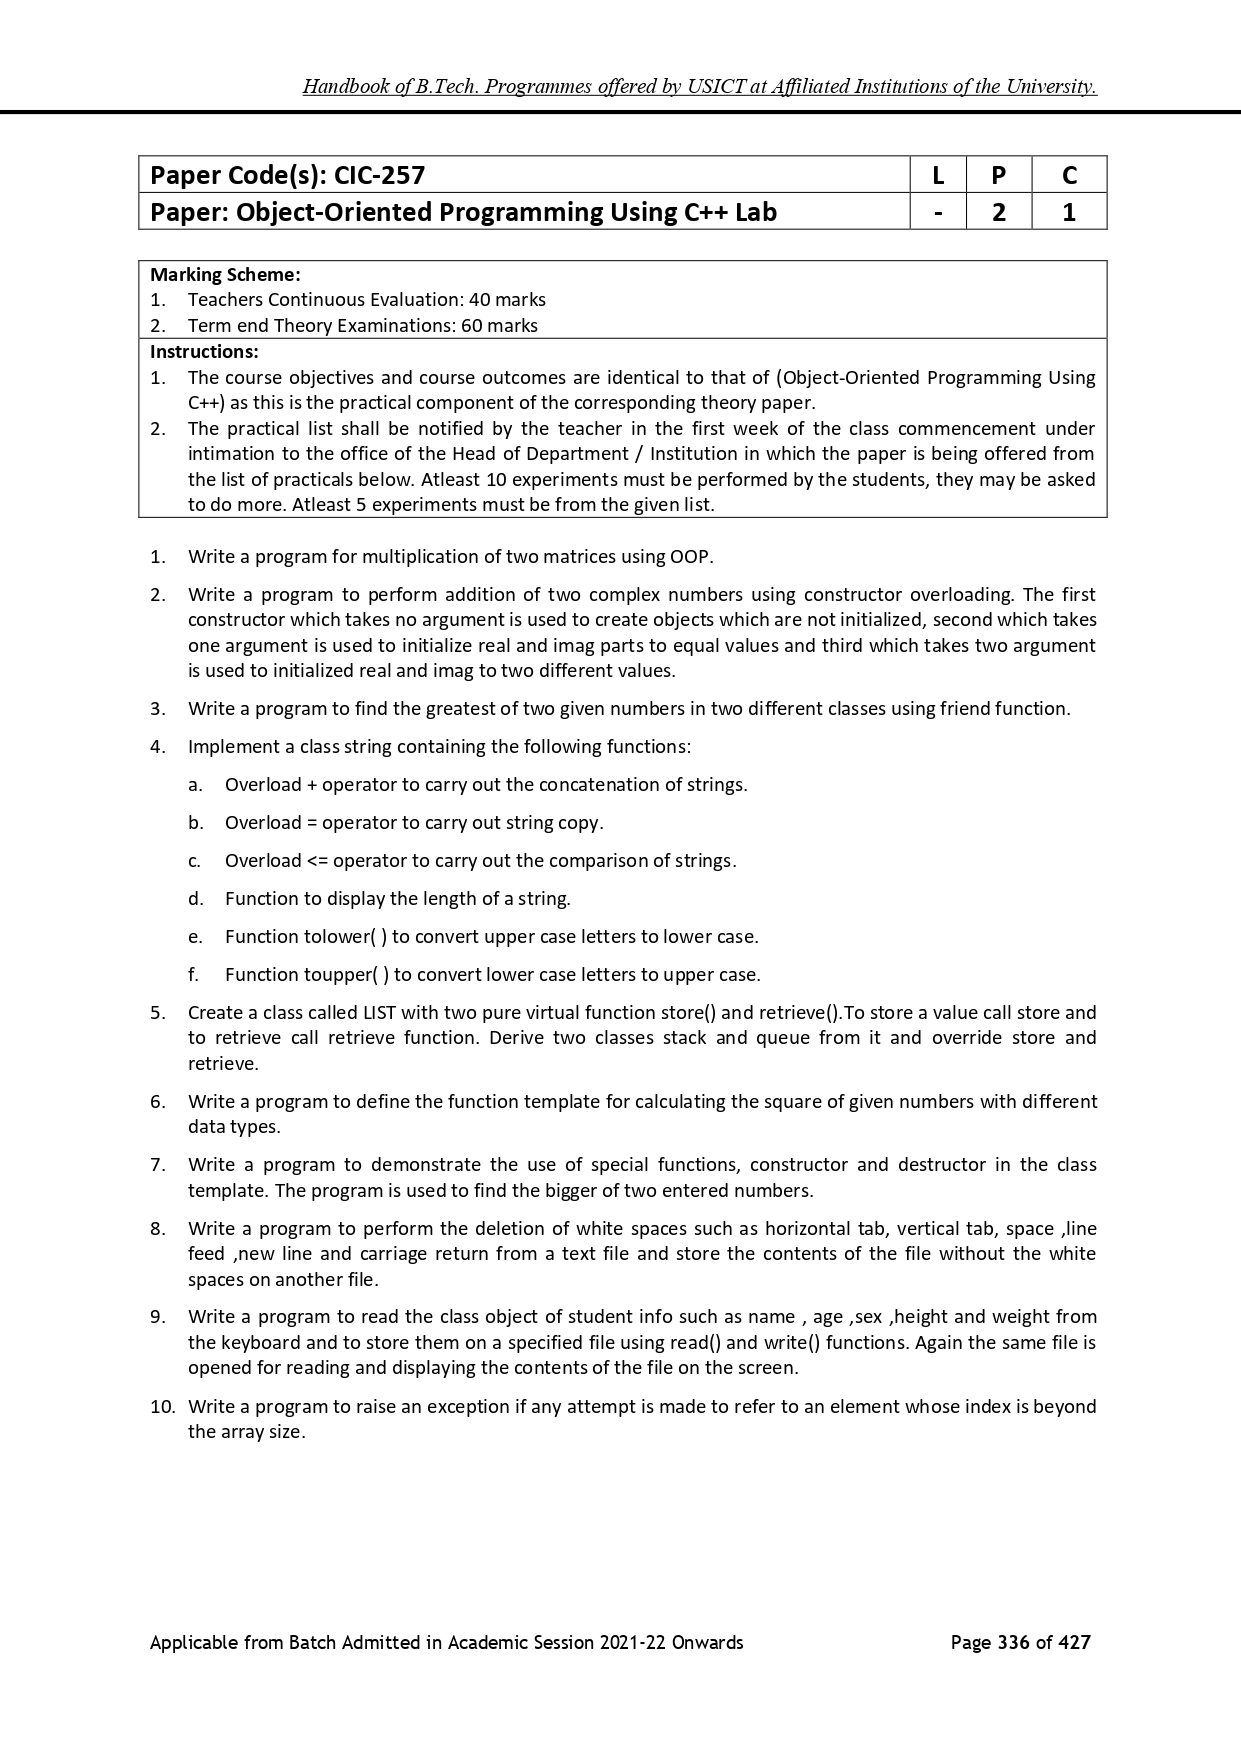 Handbook of B.Tech. Programmes offered by USICT at Affiliated Institutions of the University.
Paper Code(s): CIC-257 L P C
Paper: Object-Oriented Programming Using C++ Lab - 2 1
Marking Scheme:
1. Teachers Continuous Evaluation: 40 marks
2. Term end Theory Examinations: 60 marks
Instructions:
1. The course objectives and course outcomes are identical to that of (Object-Oriented Programming Using
C++) as this is the practical component of the corresponding theory paper.
2. The practical list shall be notified by the teacher in the first week of the class commencement under
intimation to the office of the Head of Department / Institution in which the paper is being offered from
the list of practicals below. Atleast 10 experiments must be performed by the students, they may be asked
to do more. Atleast 5 experiments must be from the given list.
1. Write a program for multiplication of two matrices using OOP.
2. Write a program to perform addition of two complex numbers using constructor overloading. The first
constructor which takes no argument is used to create objects which are not initialized, second which takes
one argument is used to initialize real and imag parts to equal values and third which takes two argument
is used to initialized real and imag to two different values.
3. Write a program to find the greatest of two given numbers in two different classes using friend function.
4. Implement a class string containing the following functions:
a. Overload + operator to carry out the concatenation of strings.
b. Overload = operator to carry out string copy.
c. Overload <= operator to carry out the comparison of strings.
d. Function to display the length of a string.
e. Function tolower( ) to convert upper case letters to lower case.
f. Function toupper( ) to convert lower case letters to upper case.
5. Create a class called LIST with two pure virtual function store() and retrieve().To store a value call store and
to retrieve call retrieve function. Derive two classes stack and queue from it and override store and
retrieve.
6. Write a program to define the function template for calculating the square of given numbers with different
data types.
7. Write a program to demonstrate the use of special functions, constructor and destructor in the class
template. The program is used to find the bigger of two entered numbers.
8. Write a program to perform the deletion of white spaces such as horizontal tab, vertical tab, space ,line
feed ,new line and carriage return from a text file and store the contents of the file without the white
spaces on another file.
9. Write a program to read the class object of student info such as name , age ,sex ,height and weight from
the keyboard and to store them on a specified file using read() and write() functions. Again the same file is
opened for reading and displaying the contents of the file on the screen.
10. Write a program to raise an exception if any attempt is made to refer to an element whose index is beyond
the array size.
Applicable from Batch Admitted in Academic Session 2021-22 Onwards Page 336 of 427